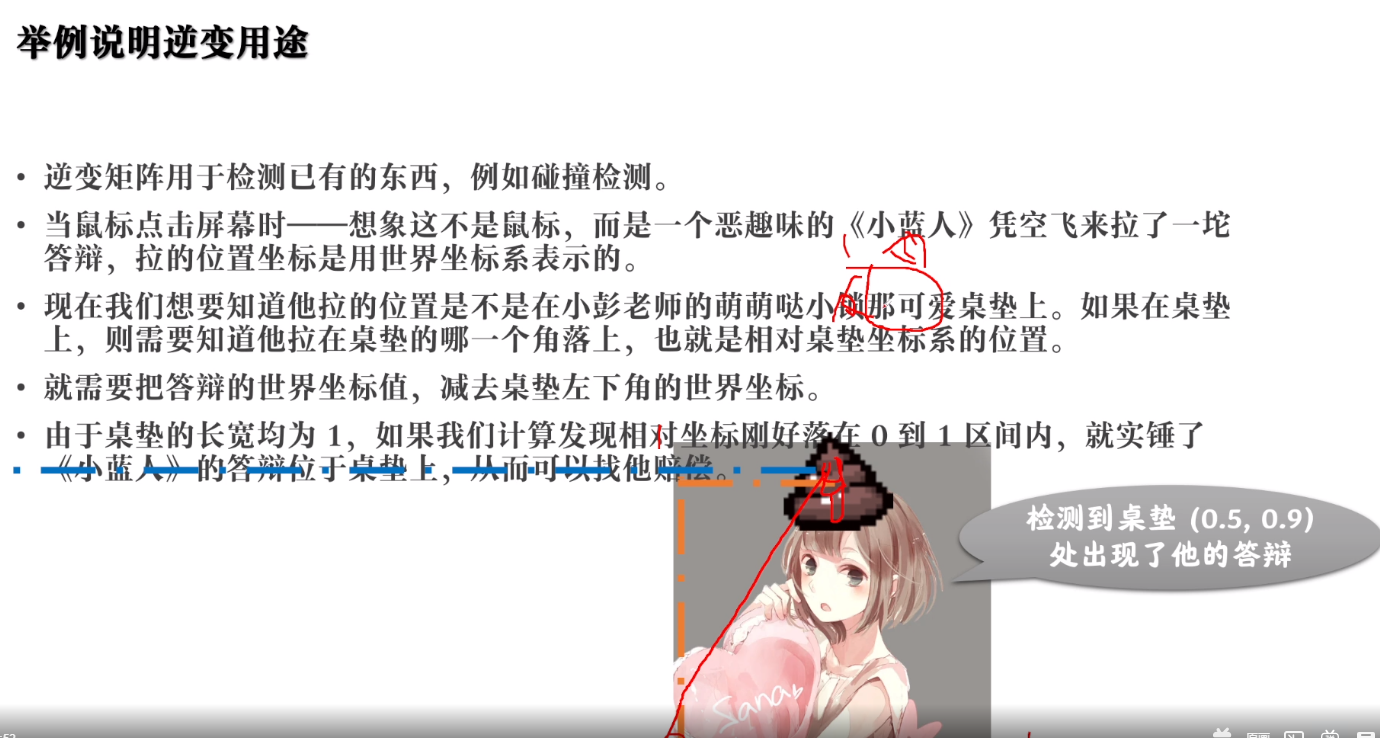 举例说明逆变用途
• 逆变矩阵用于检测已有的东西，例如碰撞检测。
• 当鼠标点击屏幕时——想象这不是鼠标，而是一个恶趣味的《小蓝人》凭空飞来拉了一坨
答辩，拉的位置坐标是用世界坐标系表示的。
• 现在我们想要知道他拉的位置是不是在小彭老师的萌萌哒小锁那可爱桌垫上。如果在桌垫
上，则需要知道他拉在桌垫的哪一个角落上，也就是相对桌垫坐标系的位置。
• 就需要把答辩的世界坐标值，减去桌垫左下角的世界坐标。
• 由于桌垫的长宽均为 1，如果我们计算发现相对坐标刚好落在 0 到 1 区间内，就实锤了
《小蓝人》的答辩位于桌垫上，从而可以找他赔偿。
检测到桌垫 (0.5, 0.9)
处出现了他的答辩
Sana